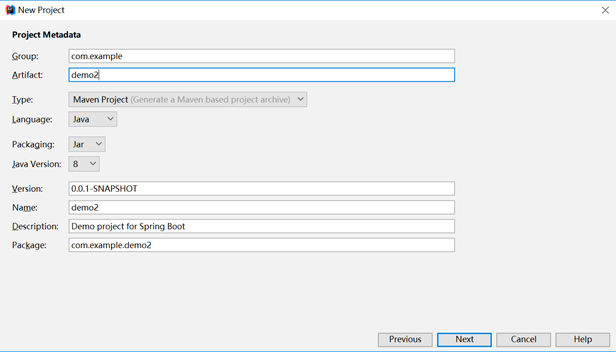 New Project
Project Metadata
Group: com.example
Artifact: demo2
Type: Maven Project (Generate a Maven based project archive)
Language: Java
Packaging: Jar
Java Version: 8
Version: 0.0.1-SNAPSHOT
Name: demo2
Description: Demo project for Spring Boot
Package: com.example.demo2
Previous Next Cancel Help